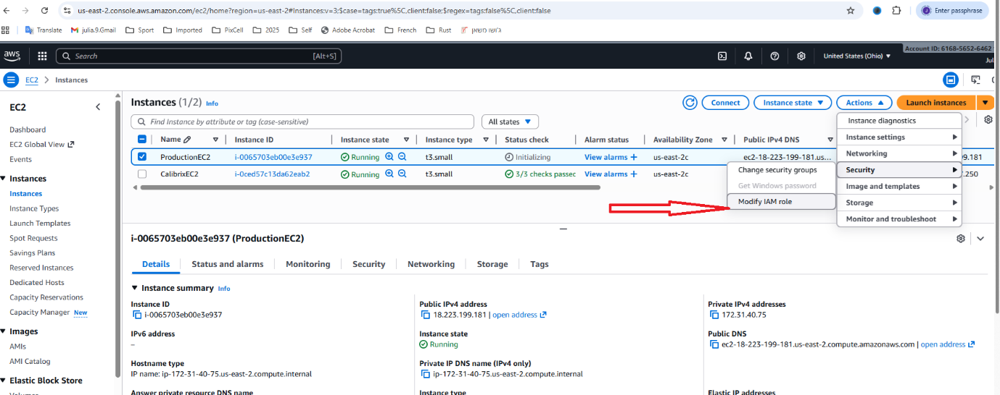 us-east-2.console.aws.amazon.com/ec2/home?region=us-east-2#Instances:v=3;$case=tags:true%5C,client:false;$regex=tags:false%5C,client:false
Enter passphrase
Translate julia.9.Gmail Sport Imported PixCell 2025 Self Adobe Acrobat French Rust ג'ושו משאון
aws Search [Alt+S] United States (Ohio) Account ID: 6168-5652-6462
Jul
EC2 Instances
EC2
Dashboard
EC2 Global View
Events
Instances
Instances
Instance Types
Launch Templates
Spot Requests
Savings Plans
Reserved Instances
Dedicated Hosts
Capacity Reservations
Capacity Manager New
Images
AMIs
AMI Catalog
Elastic Block Store
Instances (1/2) Info
Connect Instance state Actions Launch instances
Find Instance by attribute or tag (case-sensitive) All states
Name Instance ID Instance state Instance type Status check Alarm status Availability Zone Public IPv4 DNS
ProductionEC2 i-0065703eb00e3e937 Running t3.small Initializing View alarms + us-east-2c ec2-18-223-199-181.us... 9.181
CalibrixEC2 i-0ced57c13da62eab2 Running t3.small 3/3 checks passec View alarms + us-east-2c .250
Instance diagnostics
Instance settings
Networking
Security
Image and templates
Storage
Monitor and troubleshoot
Change security groups
Get Windows password
Modify IAM role
i-0065703eb00e3e937 (ProductionEC2)
Details Status and alarms Monitoring Security Networking Storage Tags
Instance summary Info
Instance ID
i-0065703eb00e3e937
IPv6 address
–
Hostname type
IP name: ip-172-31-40-75.us-east-2.compute.internal
Answer private resource DNS name
Public IPv4 address
18.223.199.181 | open address
Instance state
Running
Private IP DNS name (IPv4 only)
ip-172-31-40-75.us-east-2.compute.internal
Instance type
Private IPv4 addresses
172.31.40.75
Public DNS
ec2-18-223-199-181.us-east-2.compute.amazonaws.com | open address
Elastic IP addresses